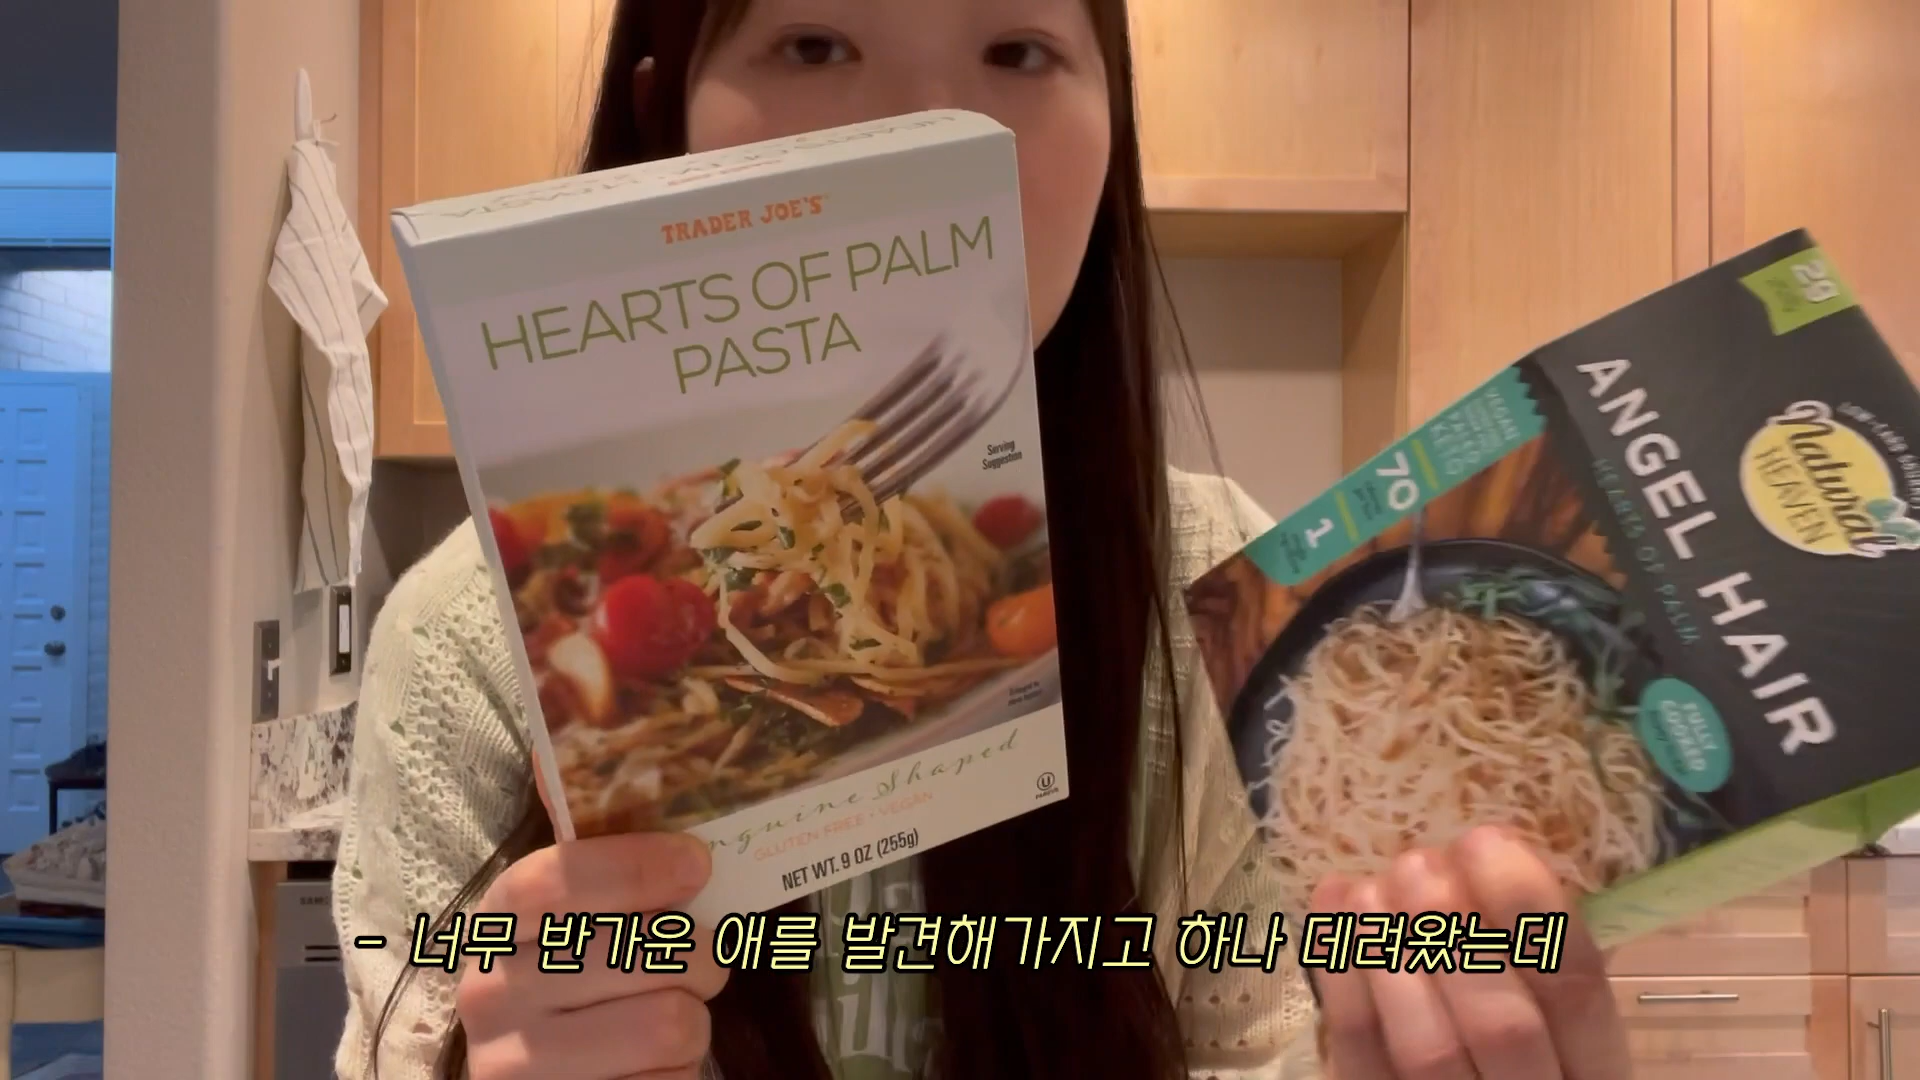 TRADER JOE'S
HEARTS OF PALM
PASTA
Serving
Suggestion
Shaped
GLUTEN FREE • VEGAN
NET WT. 9 OZ (255g)
U
2g
Natural
HEAVEN
ANGEL HAIR
HEARTS OF PALM
VEGAN
PALEO
KETO
70
1
FULLY
COOKED
- 너무 반가운 애를 발견해가지고 하나 데려왔는데